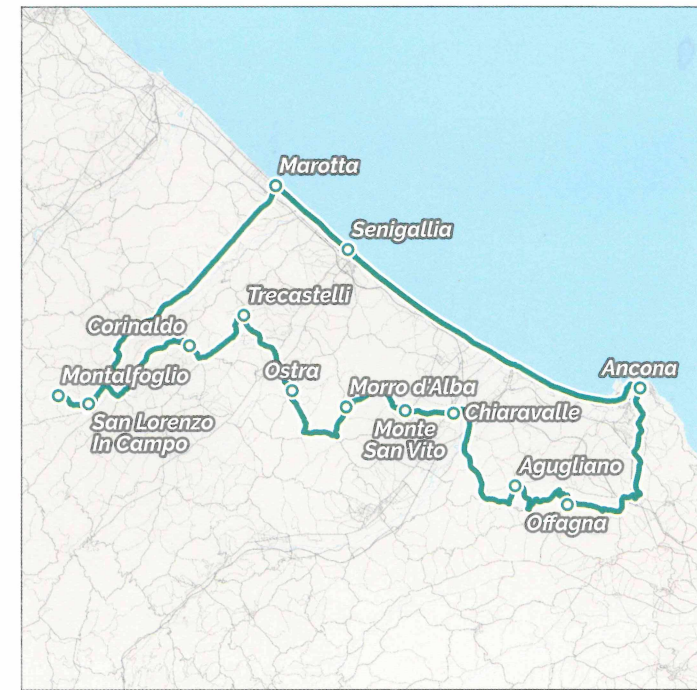 Marotta
Senigallia
Trecastelli
Corinaldo
Ancona
Ostra
Montalfoglio
Morro d'Alba
Chiaravalle
San Lorenzo
In Campo
Monte
San Vito
Agugliano
Offagna